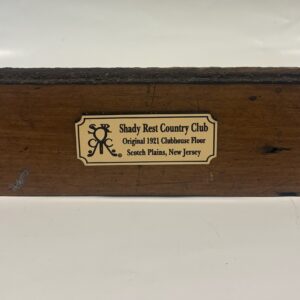 Shady Rest Country Club
Original 1921 Clubhouse Floor
Scotch Plains, New Jersey